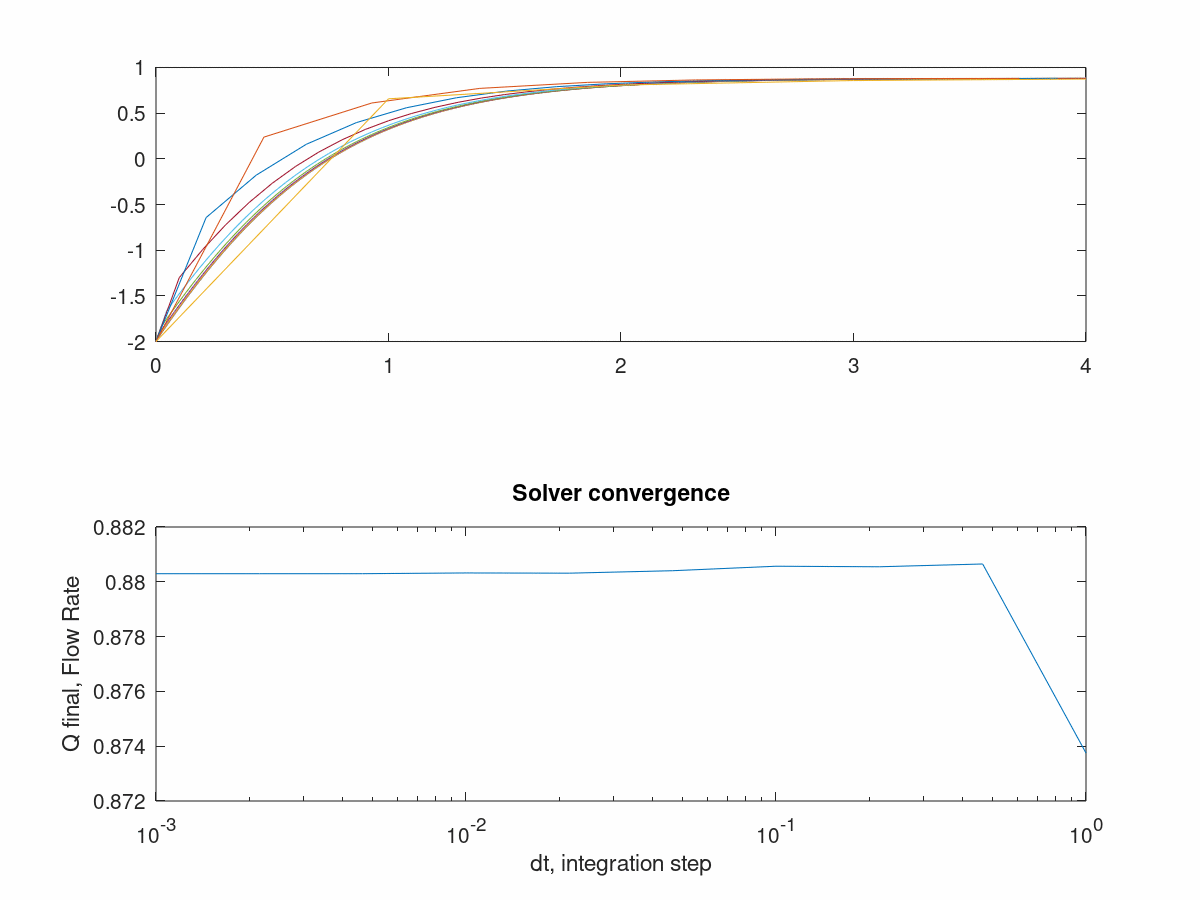 1
0.5
0
-0.5
-1
-1.5
-2
0 1 2 3 4
Solver convergence
0.882
0.88
0.878
0.876
0.874
0.872
Q final, Flow Rate
10^-3 10^-2 10^-1 10^0
dt, integration step